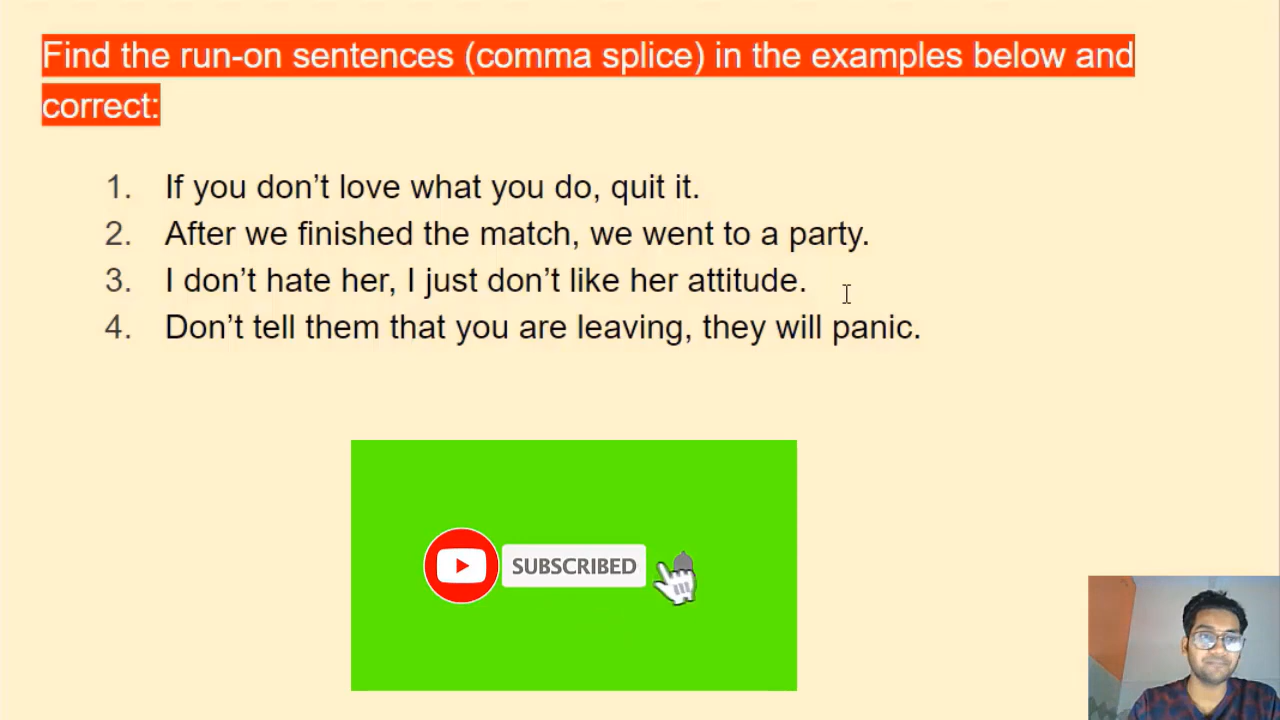 Find the run-on sentences (comma splice) in the examples below and
correct:
1. If you don’t love what you do, quit it.
2. After we finished the match, we went to a party.
3. I don’t hate her, I just don’t like her attitude.
4. Don’t tell them that you are leaving, they will panic.
SUBSCRIBED